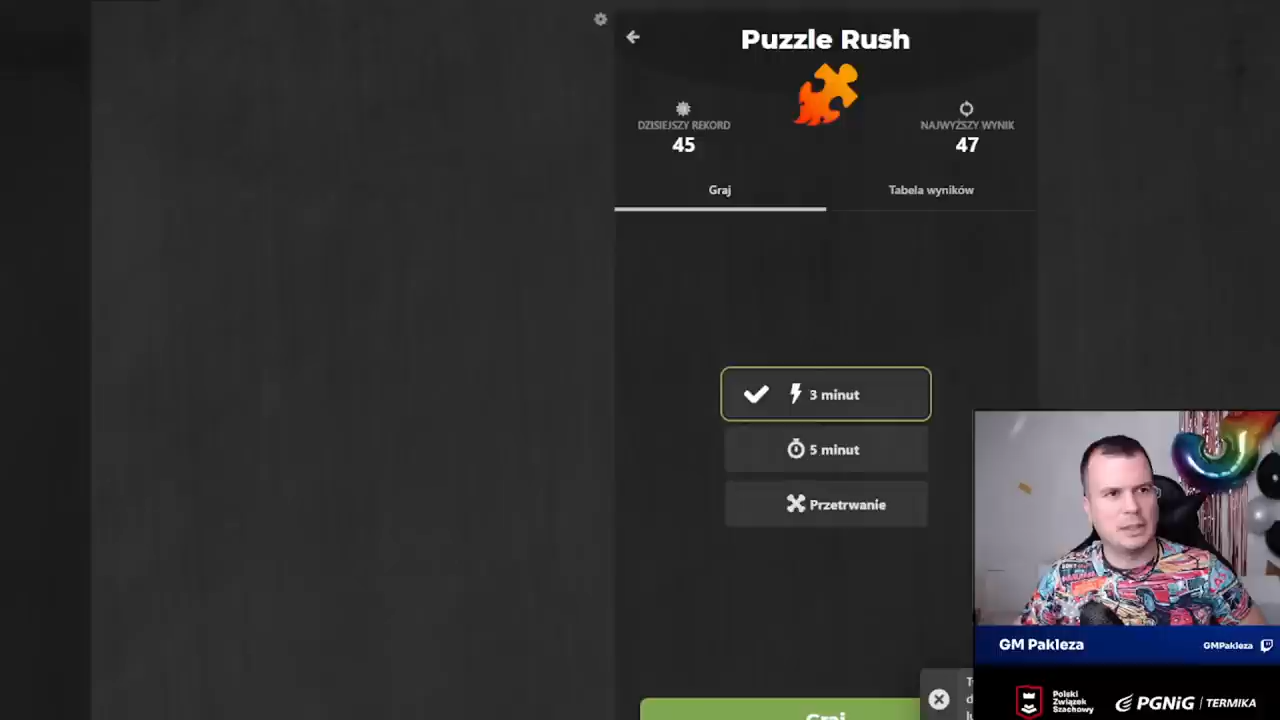 Puzzle Rush
DZISIEJSZY REKORD
45
NAJWYŻSZY WYNIK
47
Graj
Tabela wyników
3 minut
5 minut
Przetrwanie
GM Pakleza
GMPakleza
Graj
Polski
Związek
Szachowy
PGNiG TERMIKA